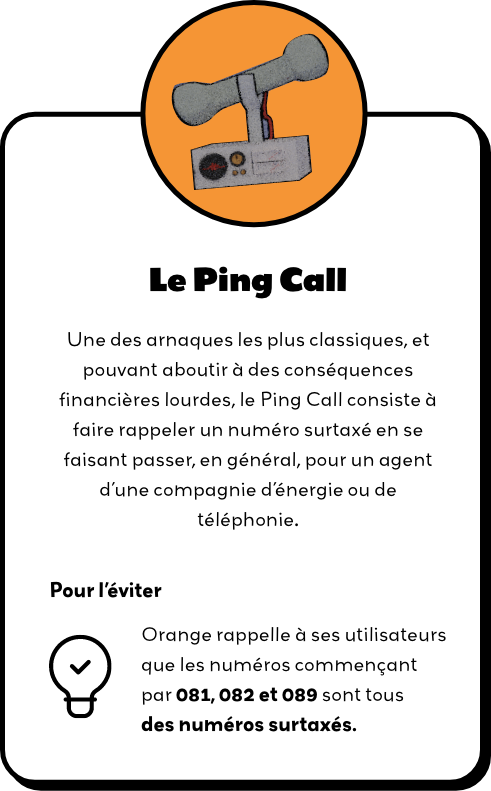 Le Ping Call
Une des arnaques les plus classiques, et
pouvant aboutir à des conséquences
financières lourdes, le Ping Call consiste à
faire rappeler un numéro surtaxé en se
faisant passer, en général, pour un agent
d'une compagnie d'énergie ou de
téléphonie.
Pour l'éviter
Orange rappelle à ses utilisateurs
que les numéros commençant
par 081, 082 et 089 sont tous
des numéros surtaxés.